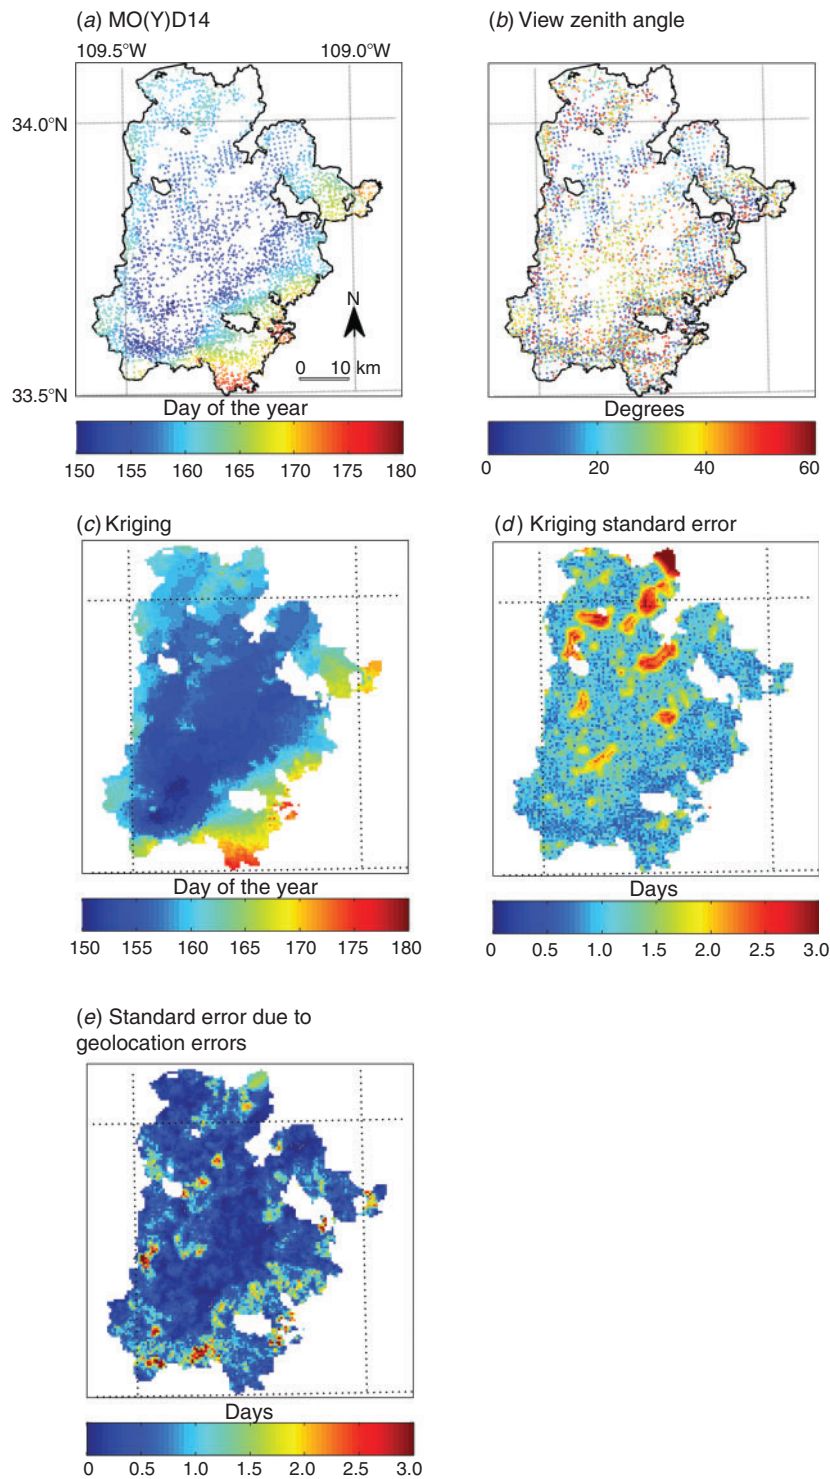 (a) MO(Y)D14
109.5°W 109.0°W
34.0°N
33.5°N
N
0 10 km
Day of the year
150 155 160 165 170 175 180
(b) View zenith angle
Degrees
0 20 40 60
(c) Kriging
Day of the year
150 155 160 165 170 175 180
(d) Kriging standard error
Days
0 0.5 1.0 1.5 2.0 2.5 3.0
(e) Standard error due to
geolocation errors
Days
0 0.5 1.0 1.5 2.0 2.5 3.0